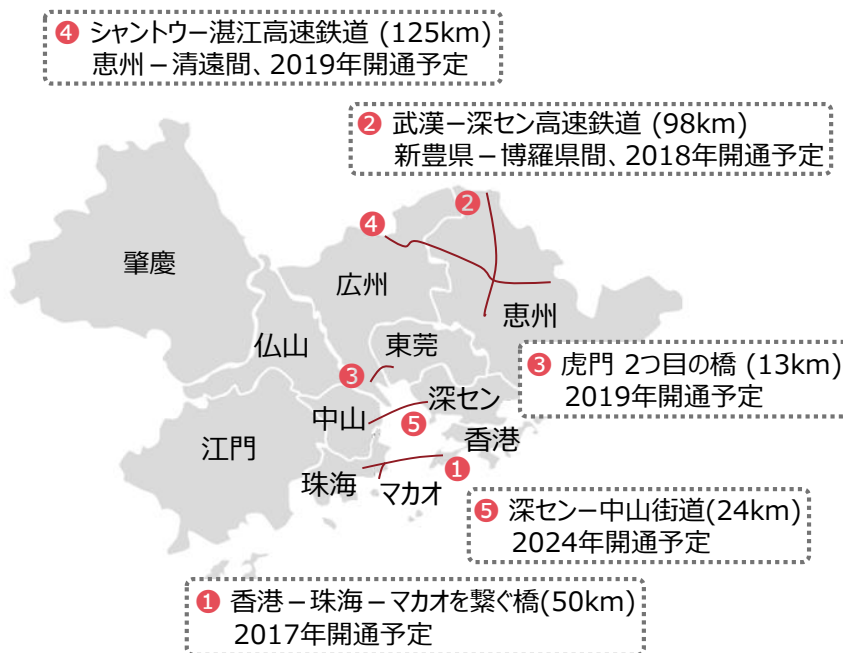 ❹ シャントウー湛江高速鉄道 (125km)
恵州－清遠間、2019年開通予定
❷ 武漢ー深セン高速鉄道 (98km)
新豊県－博羅県間、2018年開通予定
❷
❹
肇慶
広州
恵州
仏山
東莞
❸
❸ 虎門 2つ目の橋 (13km)
2019年開通予定
深セン
中山
❺
江門
香港
❶
珠海
マカオ
❺ 深センー中山街道(24km)
2024年開通予定
❶ 香港－珠海－マカオを繋ぐ橋(50km)
2017年開通予定